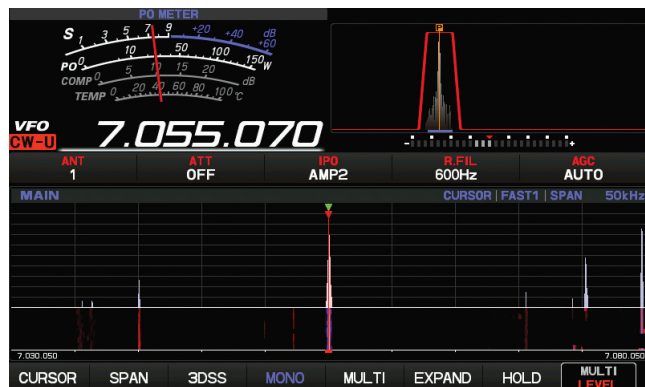 PO METER
S 1 3 5 7 9 +20 +40 +60 dB
PO 0 10 50 100 150 W
COMP 0 5 10 15 20 dB
TEMP 0 20 40 60 80 100 °C
P
VFO
CW-U 7.055.070
- +
ANT ATT IPO R.FIL AGC
1 OFF AMP2 600Hz AUTO
MAIN CURSOR | FAST1 | SPAN 50kHz
7.030.050 7.080.050
CURSOR SPAN 3DSS MONO MULTI EXPAND HOLD MULTI
LEVEL